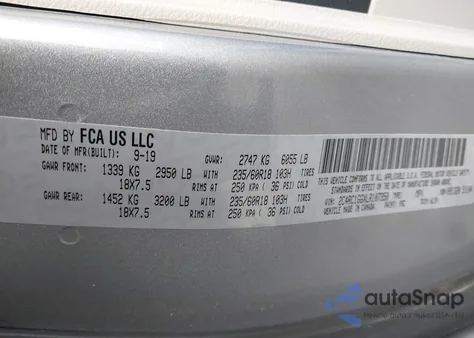 MFD BY FCA US LLC
DATE OF MFR(BUILT): 9-19 GVWR: 2747 KG 6055 LB
GAWR FRONT: 1339 KG 2950 LB WITH 235/60R18 103H TIRES
18X7.5 RIMS AT 250 KPA ( 36 PSI) COLD
GAWR REAR: 1452 KG 3200 LB WITH 235/60R18 103H TIRES
18X7.5 RIMS AT 250 KPA ( 36 PSI) COLD
THIS VEHICLE CONFORMS TO ALL APPLICABLE U.S.A. FEDERAL MOTOR VEHICLE SAFETY
STANDARDS IN EFFECT ON THE DATE OF MANUFACTURE SHOWN ABOVE.
VIN: TYPE: MPV
VEHICLE MADE IN CANADA PAINT:
autoSnap